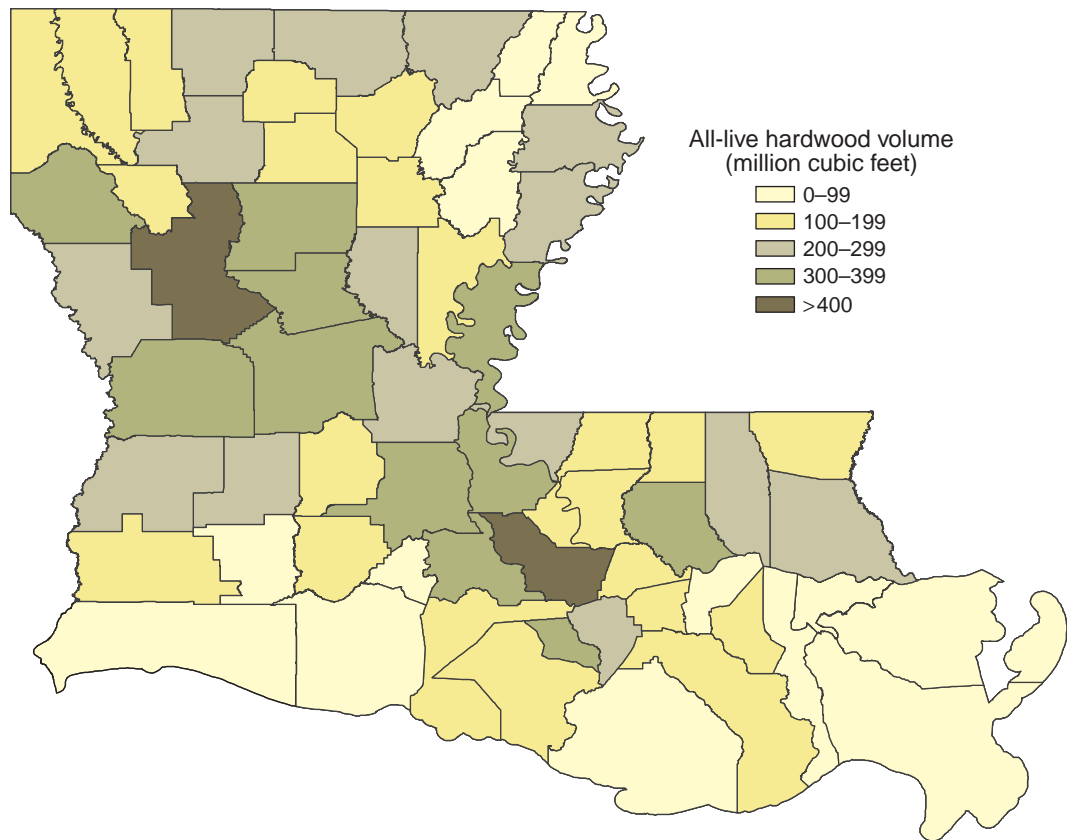 All-live hardwood volume
(million cubic feet)
0–99
100–199
200–299
300–399
>400